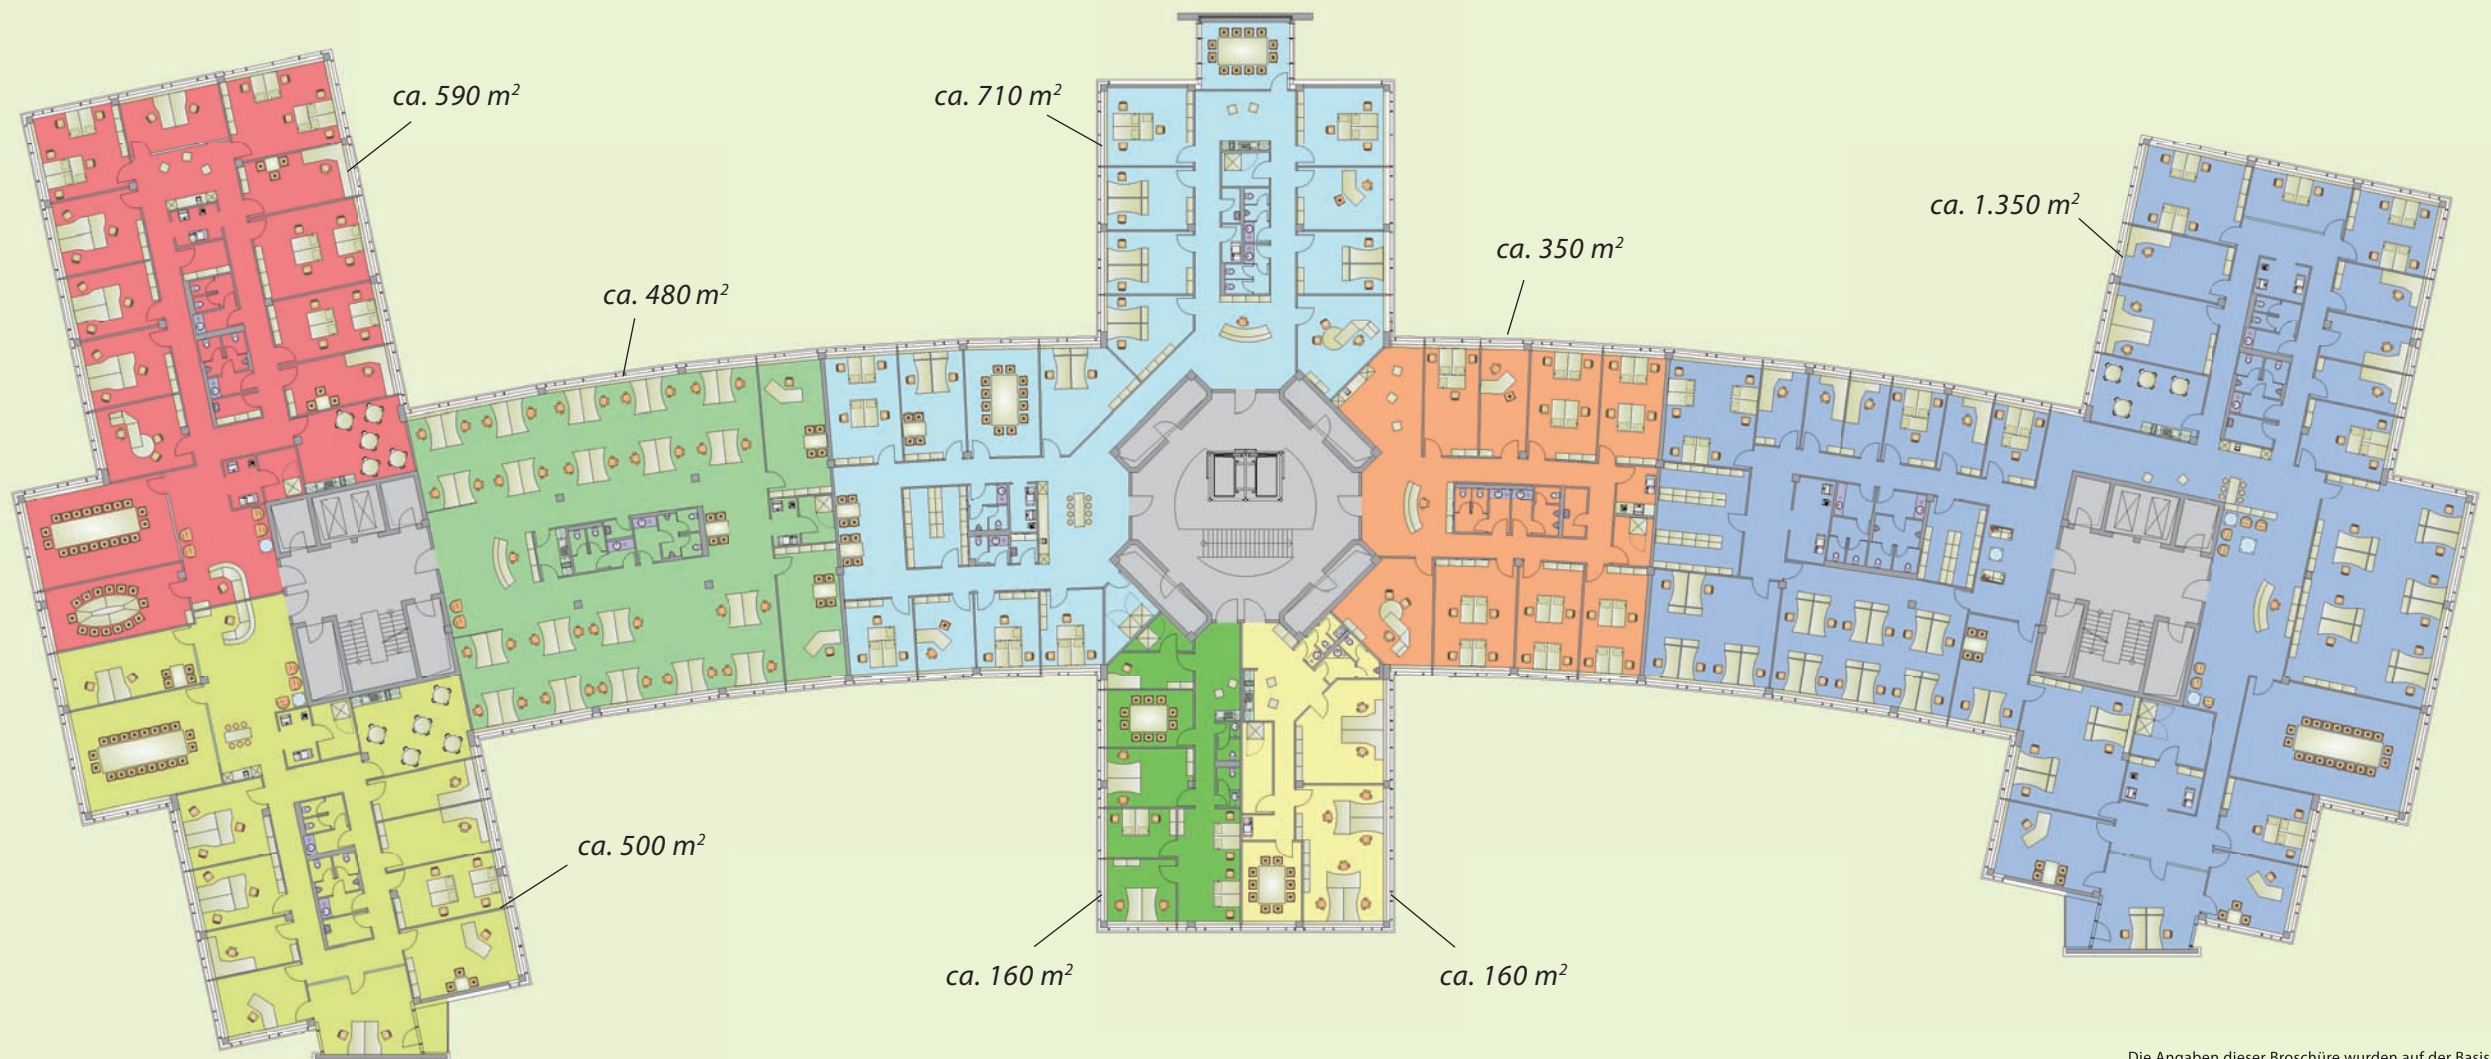 ca. 590 m²
ca. 710 m²
ca. 1.350 m²
ca. 350 m²
ca. 480 m²
ca. 500 m²
ca. 160 m²
ca. 160 m²
Die Angaben dieser Broschüre wurden auf der Basis